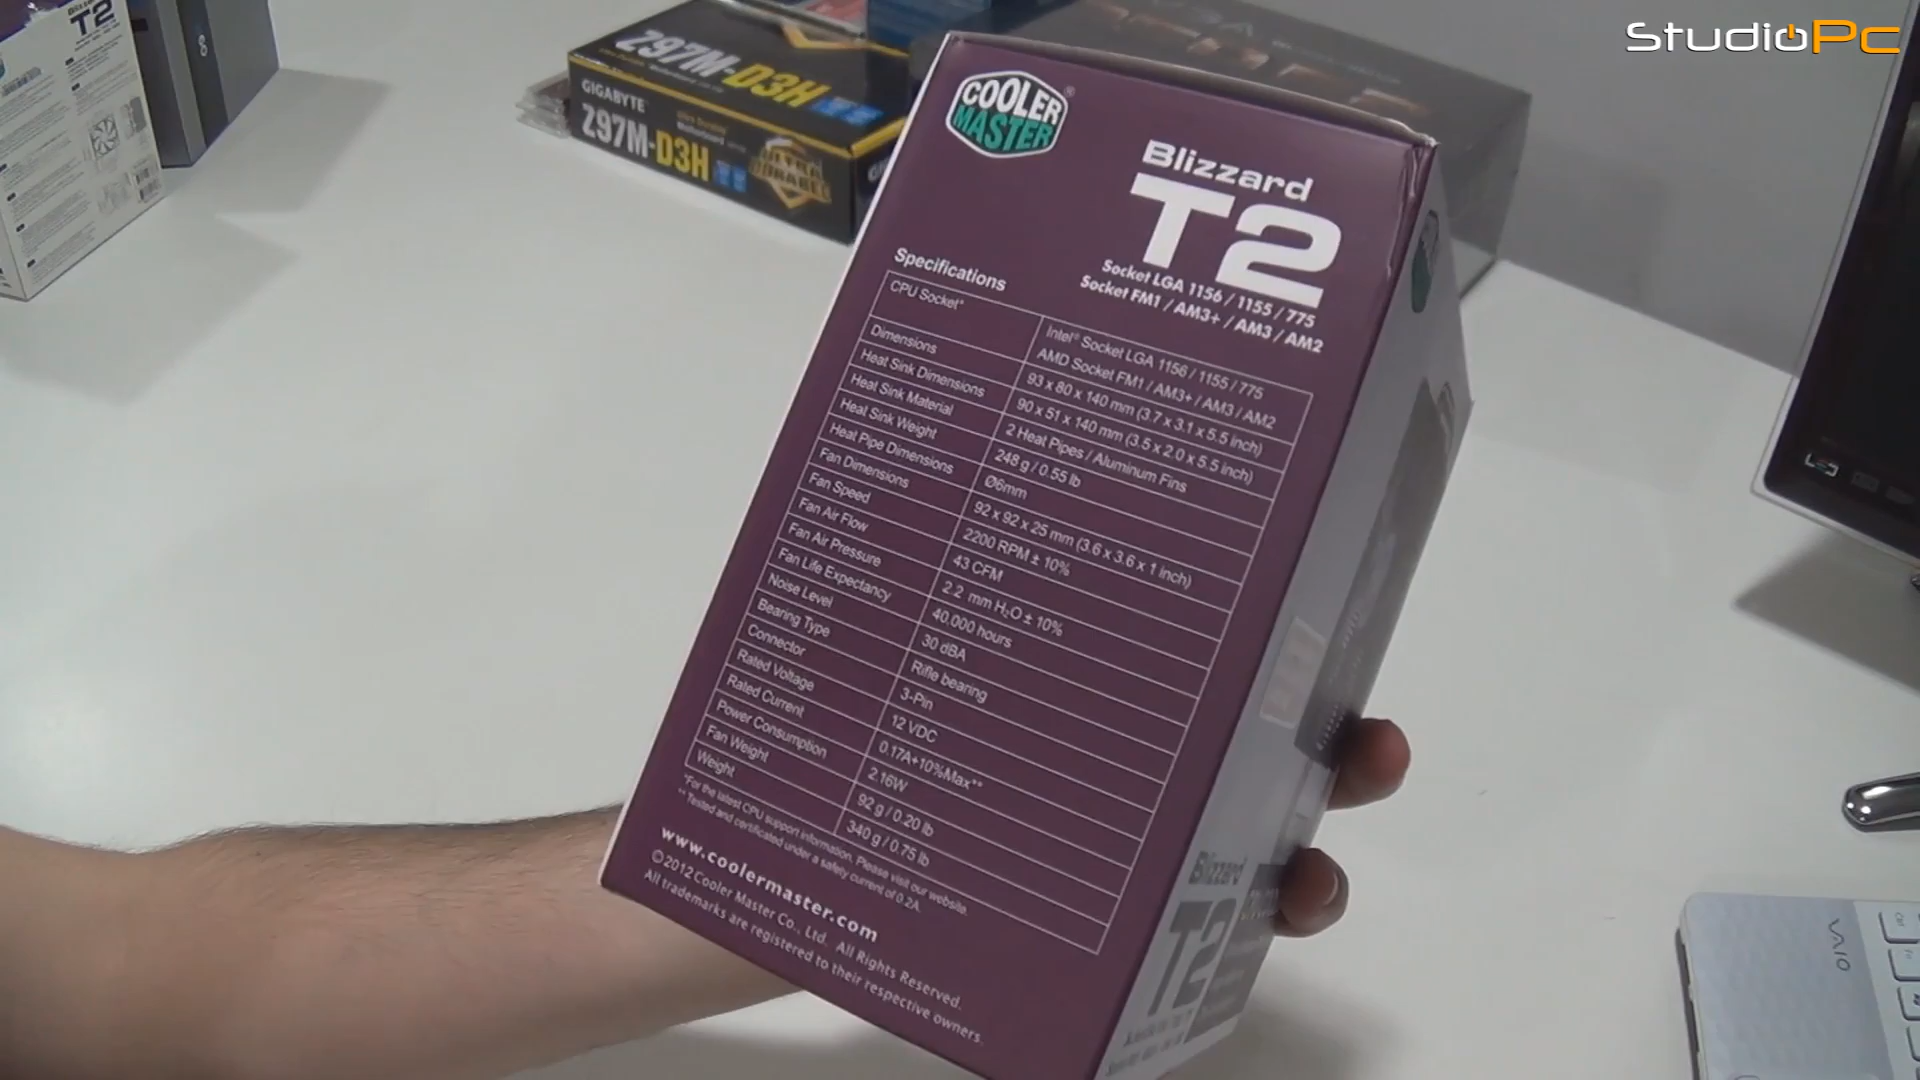 StudioPc
T2
Z97M-D3H
GIGABYTE
Z97M-D3H
Ultra Durable
Motherboard
ULTRA
DURABLE
COOLER
MASTER
®
Blizzard
T2
Socket LGA 1156 / 1155 / 775
Socket FM1 / AM3+ / AM3 / AM2
Specifications
CPU Socket* Intel® Socket LGA 1156 / 1155 / 775
AMD Socket FM1 / AM3+ / AM3 / AM2
Dimensions 93 x 80 x 140 mm (3.7 x 3.1 x 5.5 inch)
Heat Sink Dimensions 90 x 51 x 140 mm (3.5 x 2.0 x 5.5 inch)
Heat Sink Material 2 Heat Pipes / Aluminum Fins
Heat Sink Weight 248 g / 0.55 lb
Heat Pipe Dimensions Ø6mm
Fan Dimensions 92 x 92 x 25 mm (3.6 x 3.6 x 1 inch)
Fan Speed 2200 RPM ± 10%
Fan Air Flow 43 CFM
Fan Air Pressure 2.2 mm H₂O ± 10%
Fan Life Expectancy 40,000 hours
Noise Level 30 dBA
Bearing Type Rifle bearing
Connector 3-Pin
Rated Voltage 12 VDC
Rated Current 0.17A+10%Max**
Power Consumption 2.16W
Fan Weight 92 g / 0.20 lb
Weight 340 g / 0.75 lb
*For the latest CPU support information. Please visit our website.
**Tested and certificated under a safety current of 0.2A.
www.coolermaster.com
©2012 Cooler Master Co., Ltd. All Rights Reserved.
All trademarks are registered to their respective owners.
Blizzard
T2
VAIO